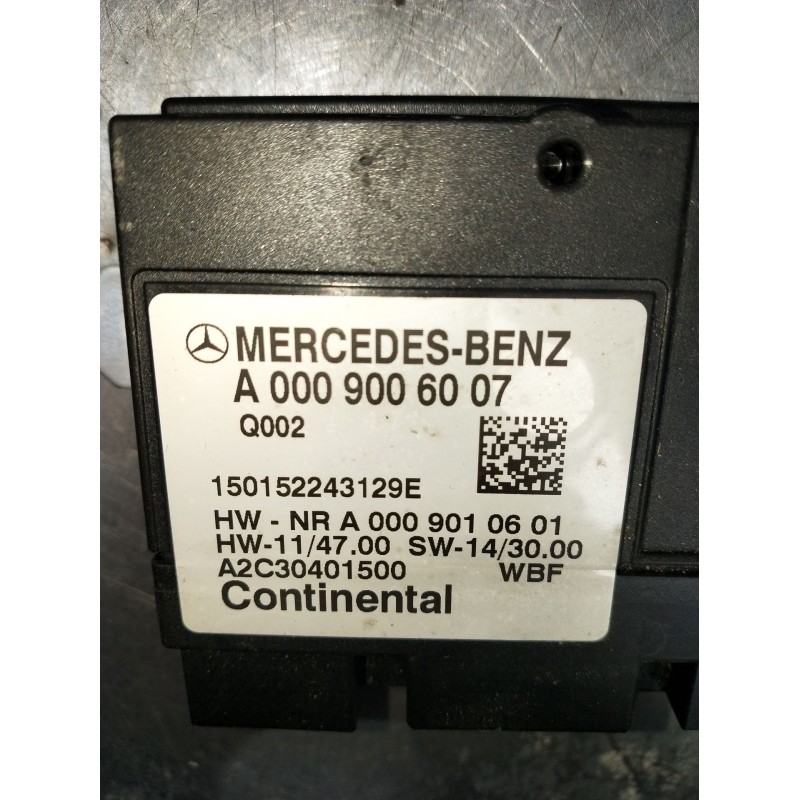 MERCEDES-BENZ
A 000 900 60 07
Q002
150152243129E
HW - NR A 000 901 06 01
HW-11/47.00 SW-14/30.00
A2C30401500 WBF
Continental